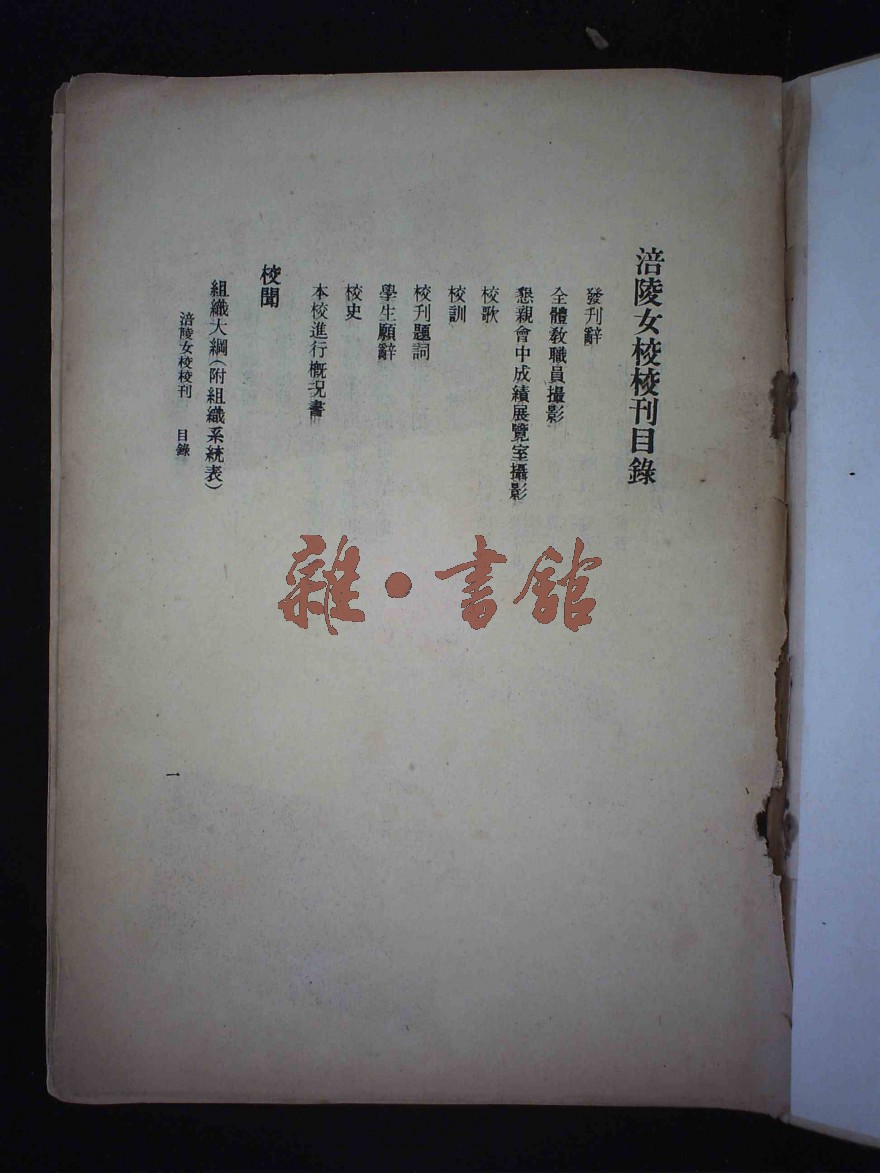 涪陵女校校刊目錄
發刊辭
全體敎職員撮影
懇親會中成績展覽室攝影
校歌
校訓
校刊題詞
學生願辭
校史
本校進行槪況書
校聞
組織大綱(附組織系統表)
涪陵女校校刊 目錄
一
雜·書館